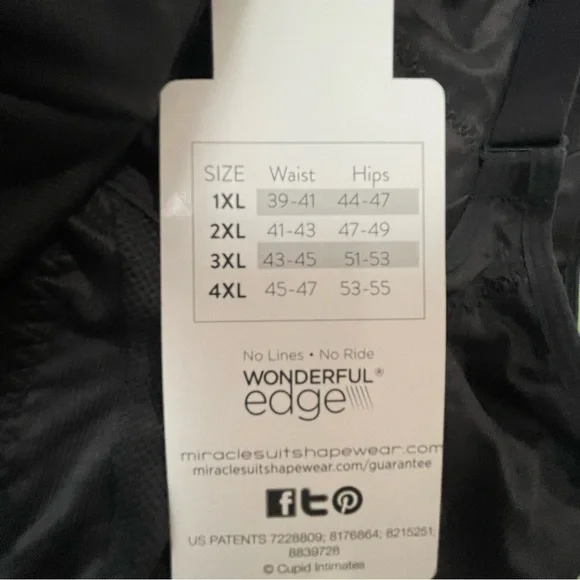 SIZE Waist Hips
1XL 39-41 44-47
2XL 41-43 47-49
3XL 43-45 51-53
4XL 45-47 53-55
No Lines • No Ride
WONDERFUL®
edge
miraclesuitshapewear.com
miraclesuitshapewear.com/guarantee
f t P
US PATENTS 7228809; 8176864; 8215251;
8839728
© Cupid Intimates